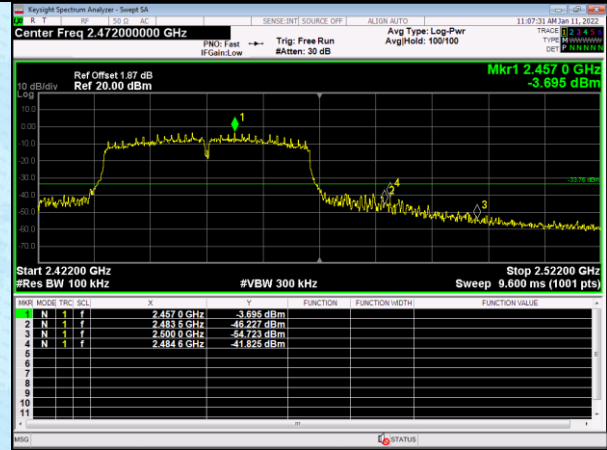 Keysight Spectrum Analyzer - Swept SA
R T RF 50 Ω AC SENSE:INT SOURCE OFF ALIGN AUTO 11:07:31 AM Jan 11, 2022
Center Freq 2.472000000 GHz
PNO: Fast
IFGain:Low
Trig: Free Run
#Atten: 30 dB
Avg Type: Log-Pwr
Avg|Hold: 100/100
TRACE 1 2 3 4 5 6
TYPE M W W W W W
DET P N N N N N
Mkr1 2.457 0 GHz
-3.695 dBm
Ref Offset 1.87 dB
10 dB/div Ref 20.00 dBm
Log
10.0
0.00
-10.0
-20.0
-30.0
-40.0
-50.0
-60.0
-70.0
1
-33.76 dBm
2
4
3
Start 2.42200 GHz Stop 2.52200 GHz
#Res BW 100 kHz #VBW 300 kHz Sweep 9.600 ms (1001 pts)
MKR MODE TRC SCL X Y FUNCTION FUNCTION WIDTH FUNCTION VALUE
1 N 1 f 2.457 0 GHz -3.695 dBm
2 N 1 f 2.483 5 GHz -46.227 dBm
3 N 1 f 2.500 0 GHz -54.723 dBm
4 N 1 f 2.484 6 GHz -41.825 dBm
5
6
7
8
9
10
11
MSG STATUS